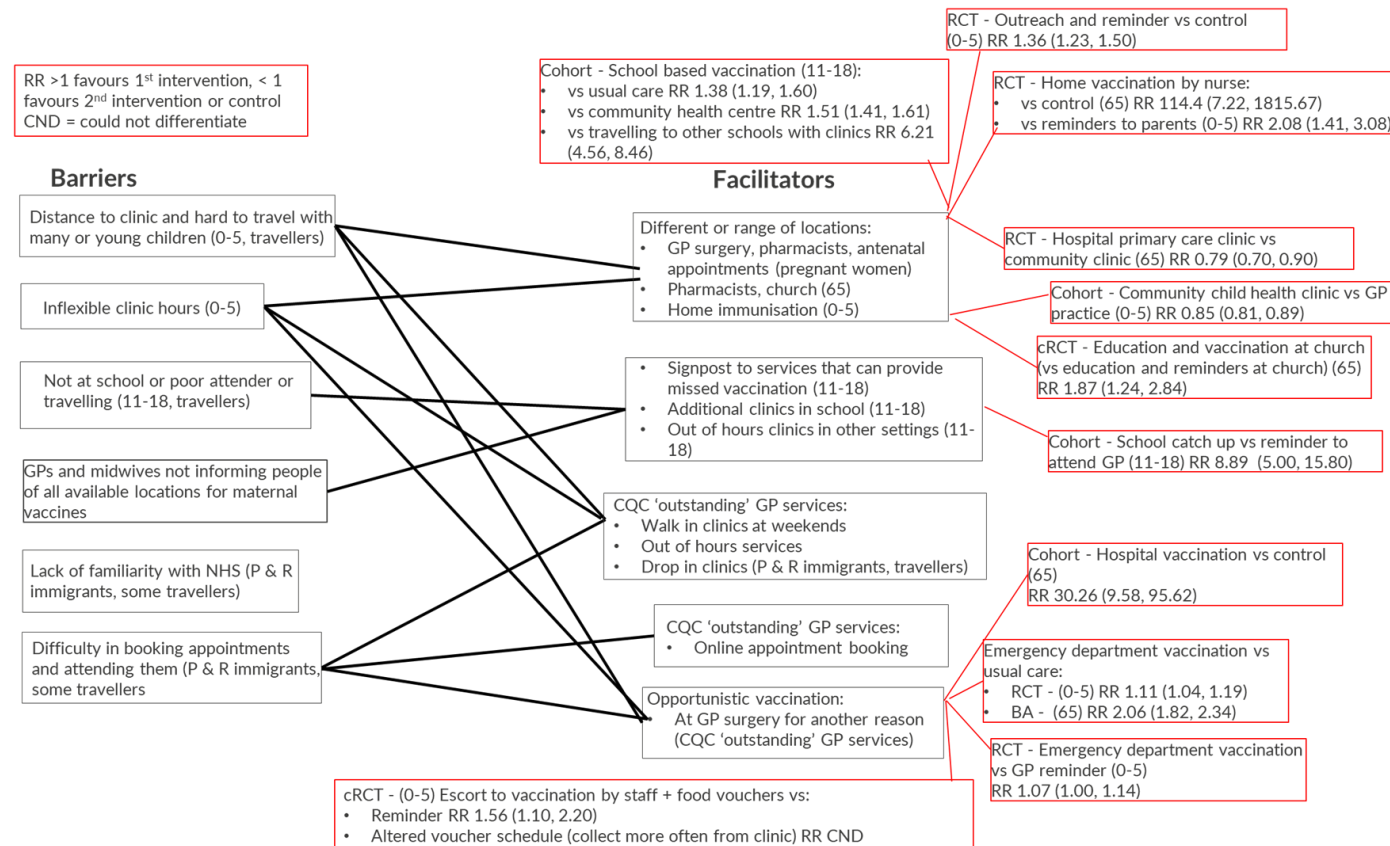 RCT - Outreach and reminder vs control
(0-5) RR 1.36 (1.23, 1.50)
RR >1 favours 1st intervention, < 1
favours 2nd intervention or control
CND = could not differentiate
Cohort - School based vaccination (11-18):
• vs usual care RR 1.38 (1.19, 1.60)
• vs community health centre RR 1.51 (1.41, 1.61)
• vs travelling to other schools with clinics RR 6.21
(4.56, 8.46)
RCT - Home vaccination by nurse:
• vs control (65) RR 114.4 (7.22, 1815.67)
• vs reminders to parents (0-5) RR 2.08 (1.41, 3.08)
Barriers
Facilitators
Distance to clinic and hard to travel with
many or young children (0-5, travellers)
Inflexible clinic hours (0-5)
Not at school or poor attender or
travelling (11-18, travellers)
GPs and midwives not informing people
of all available locations for maternal
vaccines
Lack of familiarity with NHS (P & R
immigrants, some travellers)
Difficulty in booking appointments
and attending them (P & R immigrants,
some travellers
Different or range of locations:
• GP surgery, pharmacists, antenatal
appointments (pregnant women)
• Pharmacists, church (65)
• Home immunisation (0-5)
• Signpost to services that can provide
missed vaccination (11-18)
• Additional clinics in school (11-18)
• Out of hours clinics in other settings (11-
18)
CQC ‘outstanding’ GP services:
• Walk in clinics at weekends
• Out of hours services
• Drop in clinics (P & R immigrants, travellers)
CQC ‘outstanding’ GP services:
• Online appointment booking
Opportunistic vaccination:
• At GP surgery for another reason
(CQC ‘outstanding’ GP services)
RCT - Hospital primary care clinic vs
community clinic (65) RR 0.79 (0.70, 0.90)
Cohort - Community child health clinic vs GP
practice (0-5) RR 0.85 (0.81, 0.89)
cRCT - Education and vaccination at church
(vs education and reminders at church) (65)
RR 1.87 (1.24, 2.84)
Cohort - School catch up vs reminder to
attend GP (11-18) RR 8.89 (5.00, 15.80)
Cohort - Hospital vaccination vs control
(65)
RR 30.26 (9.58, 95.62)
Emergency department vaccination vs
usual care:
• RCT - (0-5) RR 1.11 (1.04, 1.19)
• BA - (65) RR 2.06 (1.82, 2.34)
RCT - Emergency department vaccination
vs GP reminder (0-5)
RR 1.07 (1.00, 1.14)
cRCT - (0-5) Escort to vaccination by staff + food vouchers vs:
• Reminder RR 1.56 (1.10, 2.20)
• Altered voucher schedule (collect more often from clinic) RR CND